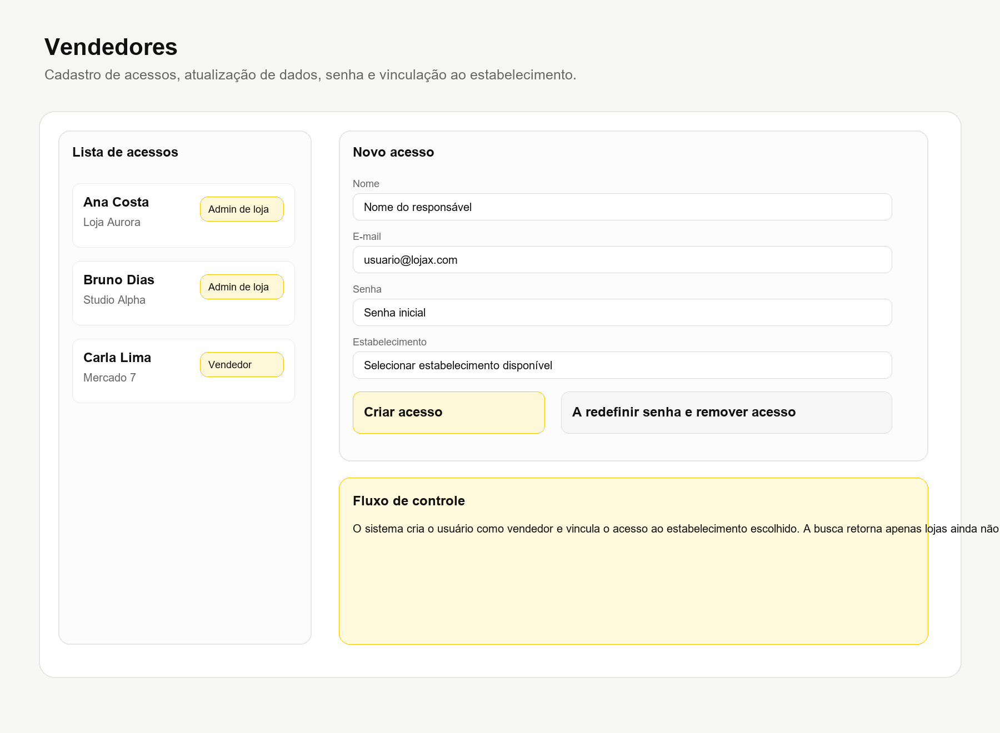 Vendedores
Cadastro de acessos, atualização de dados, senha e vinculação ao estabelecimento.
Lista de acessos
Ana Costa
Admin de loja
Loja Aurora
Bruno Dias
Admin de loja
Studio Alpha
Carla Lima
Vendedor
Mercado 7
Novo acesso
Nome
Nome do responsável
E-mail
usuario@lojax.com
Senha
Senha inicial
Estabelecimento
Selecionar estabelecimento disponível
Criar acesso
A redefinir senha e remover acesso
Fluxo de controle
O sistema cria o usuário como vendedor e vincula o acesso ao estabelecimento escolhido. A busca retorna apenas lojas ainda não